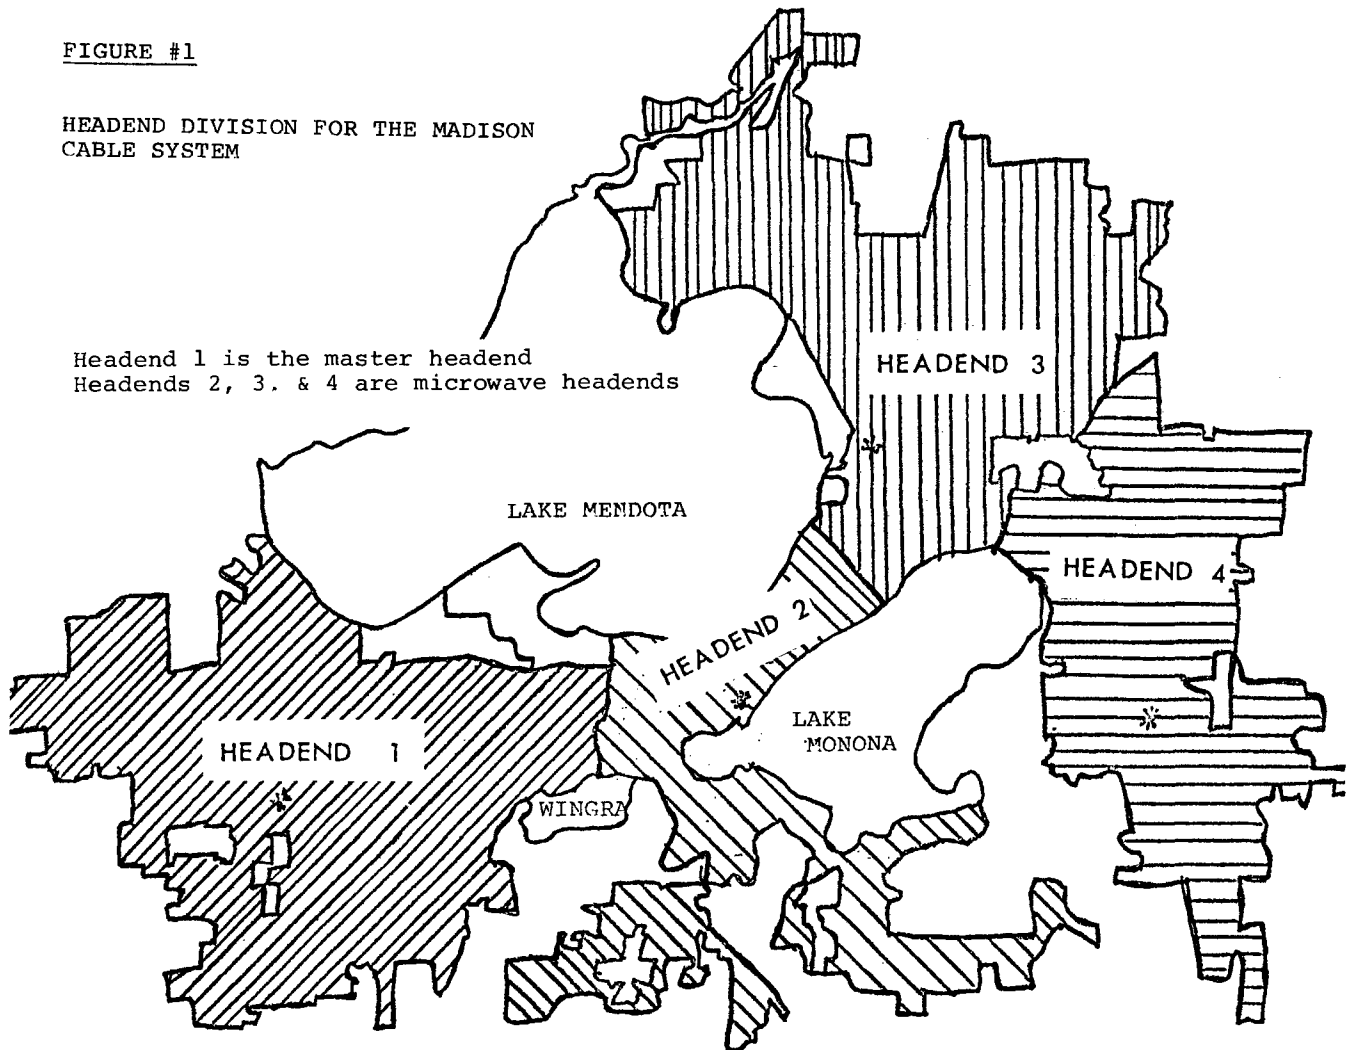 FIGURE #1
HEADEND DIVISION FOR THE MADISON
CABLE SYSTEM
Headend 1 is the master headend
Headends 2, 3. & 4 are microwave headends
HEADEND 3
LAKE MENDOTA
HEADEND 4
HEADEND 2
LAKE
MONONA
HEADEND 1
WINGRA